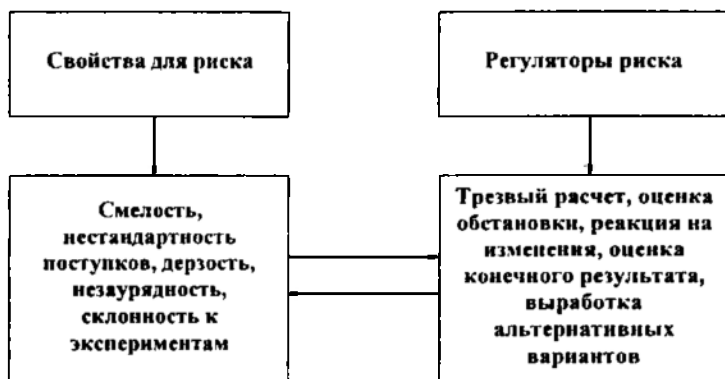 Свойства для риска
Регуляторы риска
Смелость,
нестандартность
поступков, дерзость,
незаурядность,
склонность к
экспериментам
Трезвый расчет, оценка
обстановки, реакция на
изменения, оценка
конечного результата,
выработка
альтернативных
вариантов